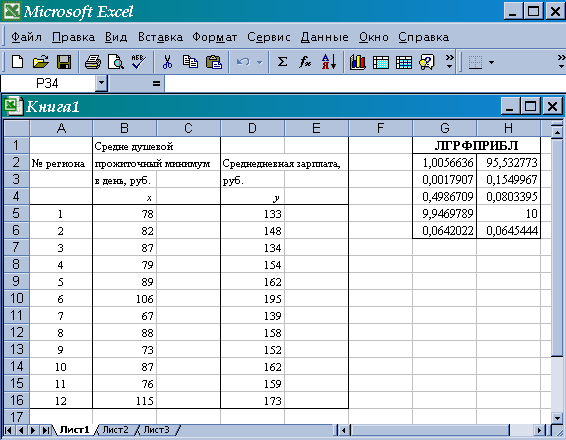 Microsoft Excel
Файл Правка Вид Вставка Формат Сервис Данные Окно Справка
P34 =
Книга1
A B C D E F G H
1 Средне душевой ЛГРФПРИБЛ
2 № региона прожиточный минимум Среднедневная зарплата, 1,0056636 95,532773
3 в день, руб. руб. 0,0017907 0,1549967
4 x y 0,4986709 0,0803395
5 1 78 133 9,9469789 10
6 2 82 148 0,0642022 0,0645444
7 3 87 134
8 4 79 154
9 5 89 162
10 6 106 195
11 7 67 139
12 8 88 158
13 9 73 152
14 10 87 162
15 11 76 159
16 12 115 173
17
Лист1 Лист2 Лист3